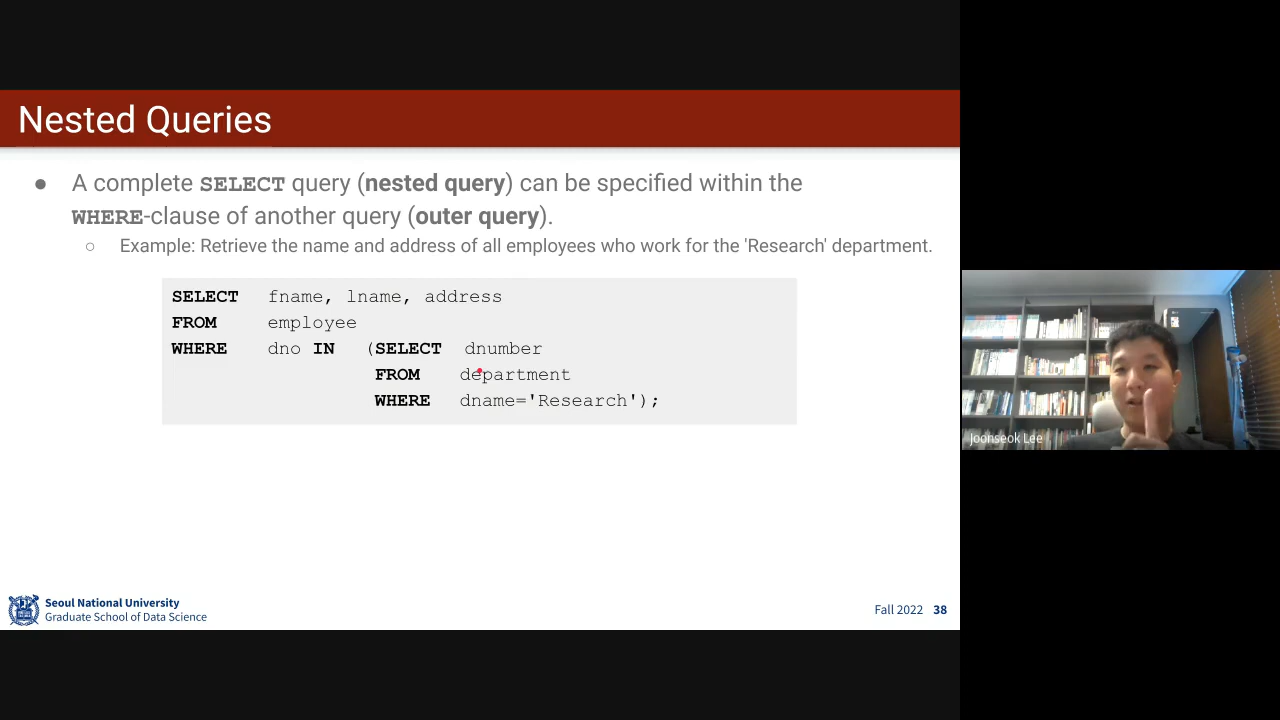 Nested Queries
● A complete SELECT query (nested query) can be specified within the
WHERE-clause of another query (outer query).
○ Example: Retrieve the name and address of all employees who work for the 'Research' department.
SELECT fname, lname, address
FROM employee
WHERE dno IN (SELECT dnumber
FROM department
WHERE dname='Research');
Joonseok Lee
Seoul National University
Graduate School of Data Science
Fall 2022 38